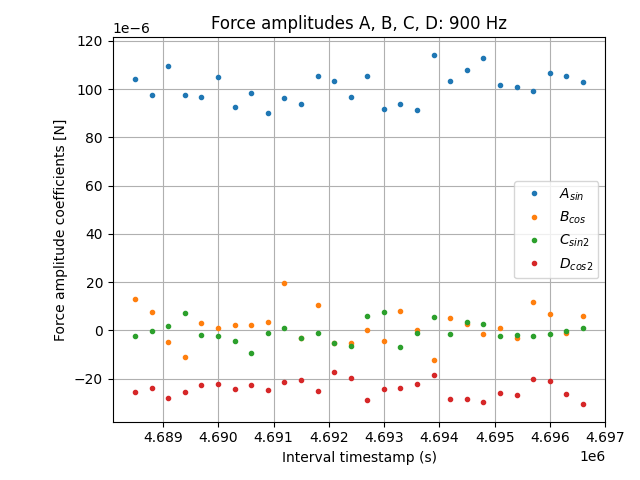 Force amplitudes A, B, C, D: 900 Hz
1e−6
120
100
80
60
40
20
0
−20
Force amplitude coefficients [N]
A_sin
B_cos
C_sin2
D_cos2
4.689 4.690 4.691 4.692 4.693 4.694 4.695 4.696 4.697
1e6
Interval timestamp (s)